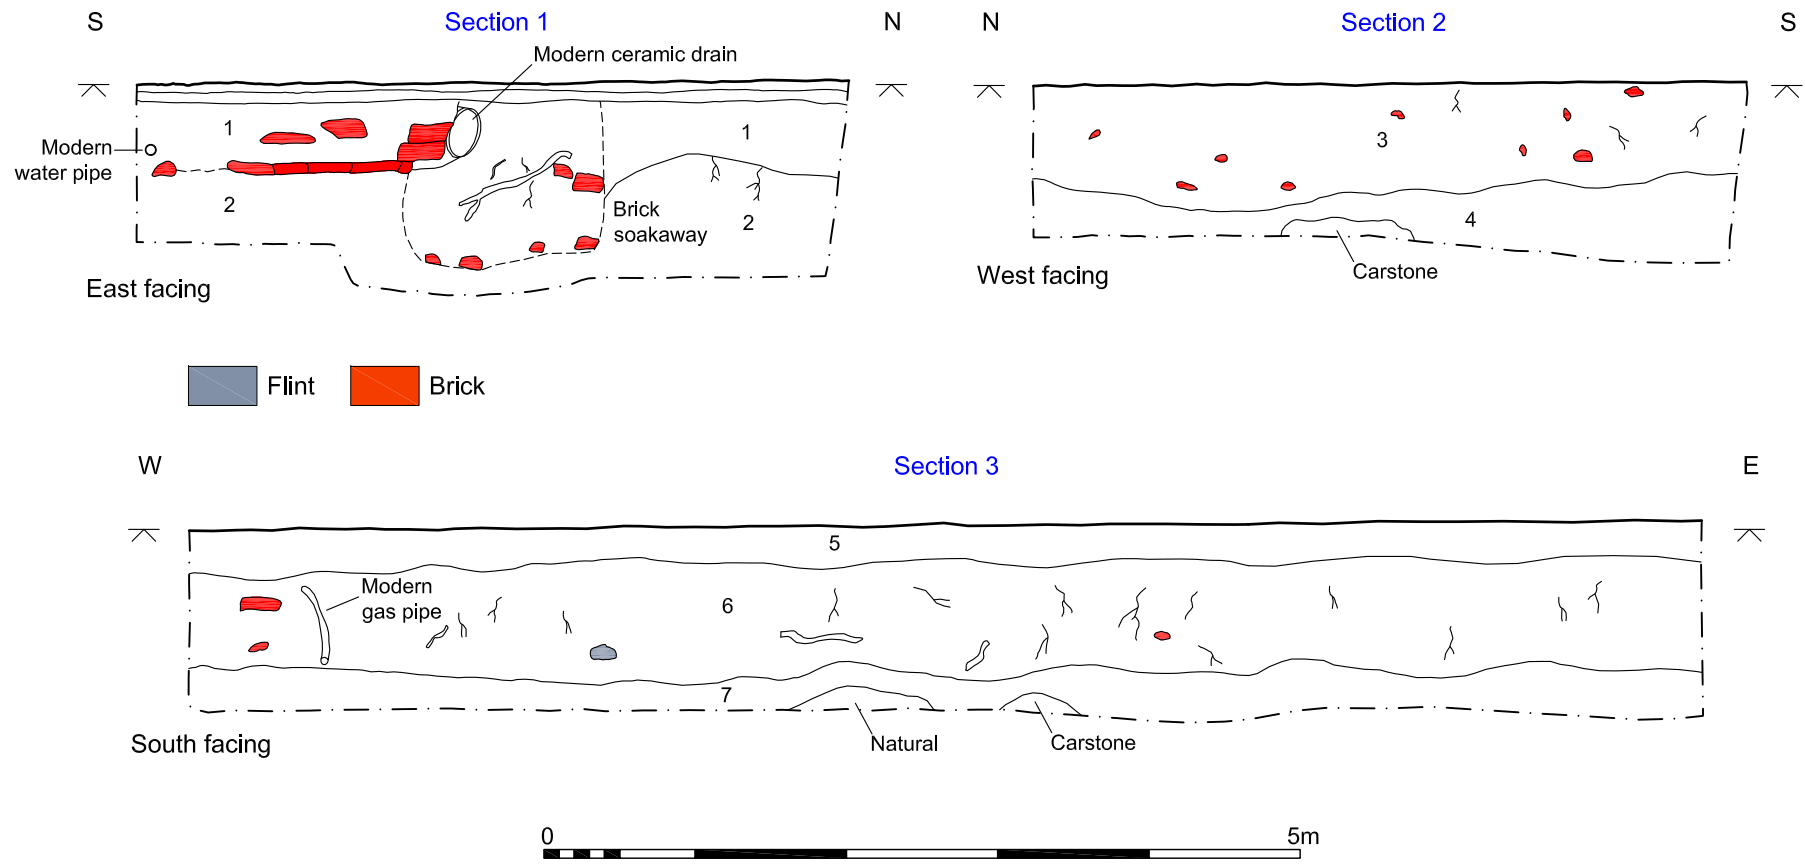 S
Section 1
N
N
Section 2
S
Modern ceramic drain
1
1
3
Modern
water pipe
2
Brick
soakaway
2
4
East facing
West facing
Carstone
Flint
Brick
W
Section 3
E
5
Modern
gas pipe
6
7
Natural
Carstone
South facing
0
5m